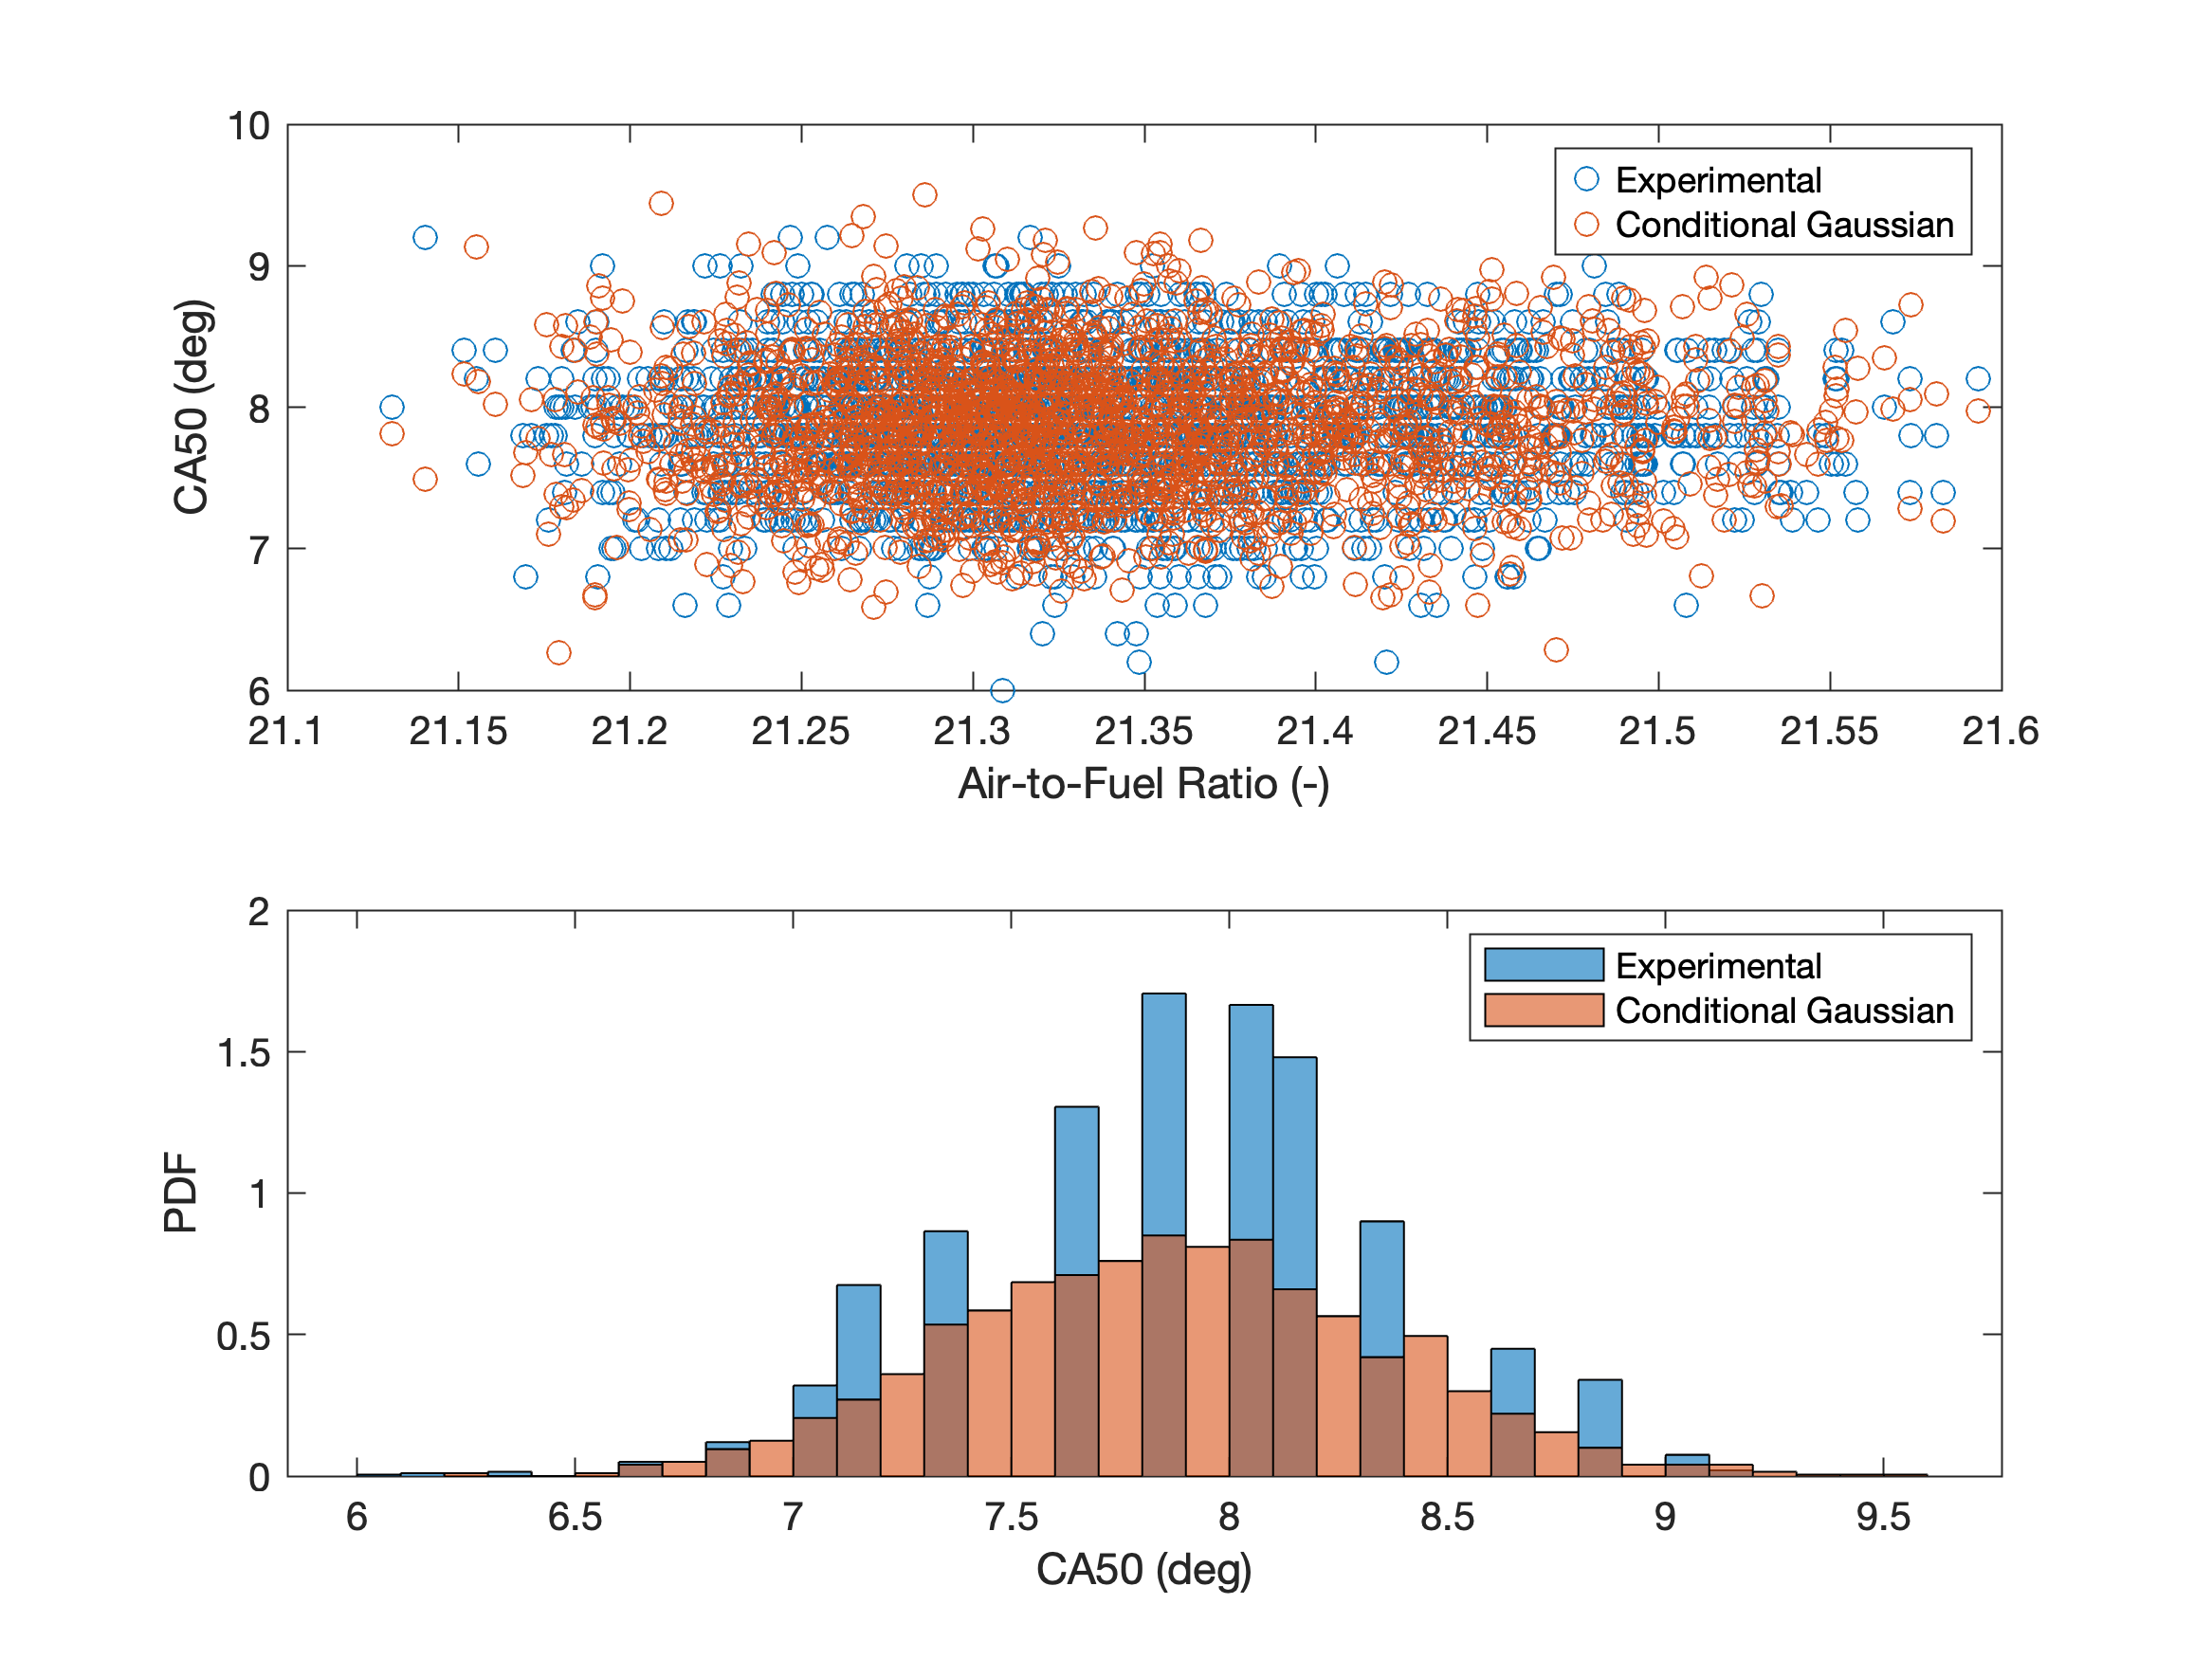 10
9
8
7
6
CA50 (deg)
Experimental
Conditional Gaussian
21.1 21.15 21.2 21.25 21.3 21.35 21.4 21.45 21.5 21.55 21.6
Air-to-Fuel Ratio (-)
2
1.5
1
0.5
0
PDF
Experimental
Conditional Gaussian
6 6.5 7 7.5 8 8.5 9 9.5
CA50 (deg)